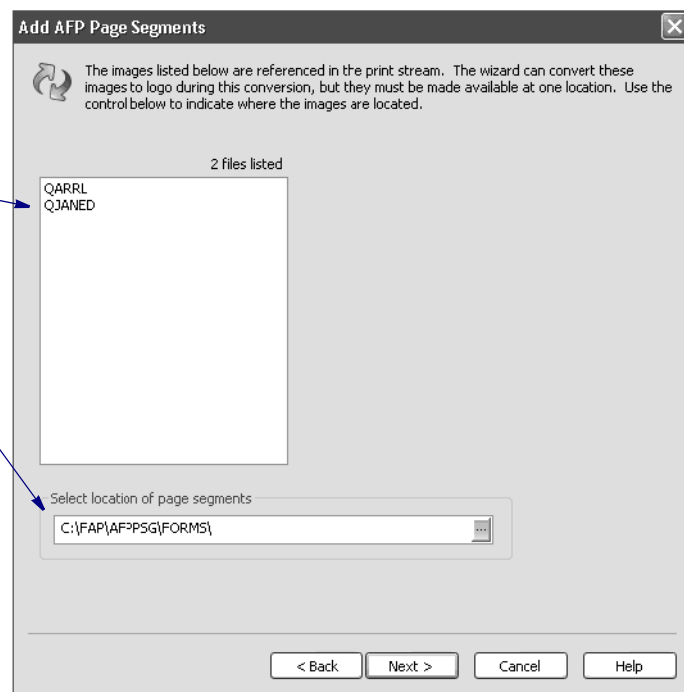 Add AFP Page Segments
The images listed below are referenced in the print stream. The wizard can convert these
images to logo during this conversion, but they must be made available at one location. Use the
control below to indicate where the images are located.
2 files listed
QARRL
QJANED
Select location of page segments
C:\FAP\AFPPSG\FORMS\
...
< Back
Next >
Cancel
Help